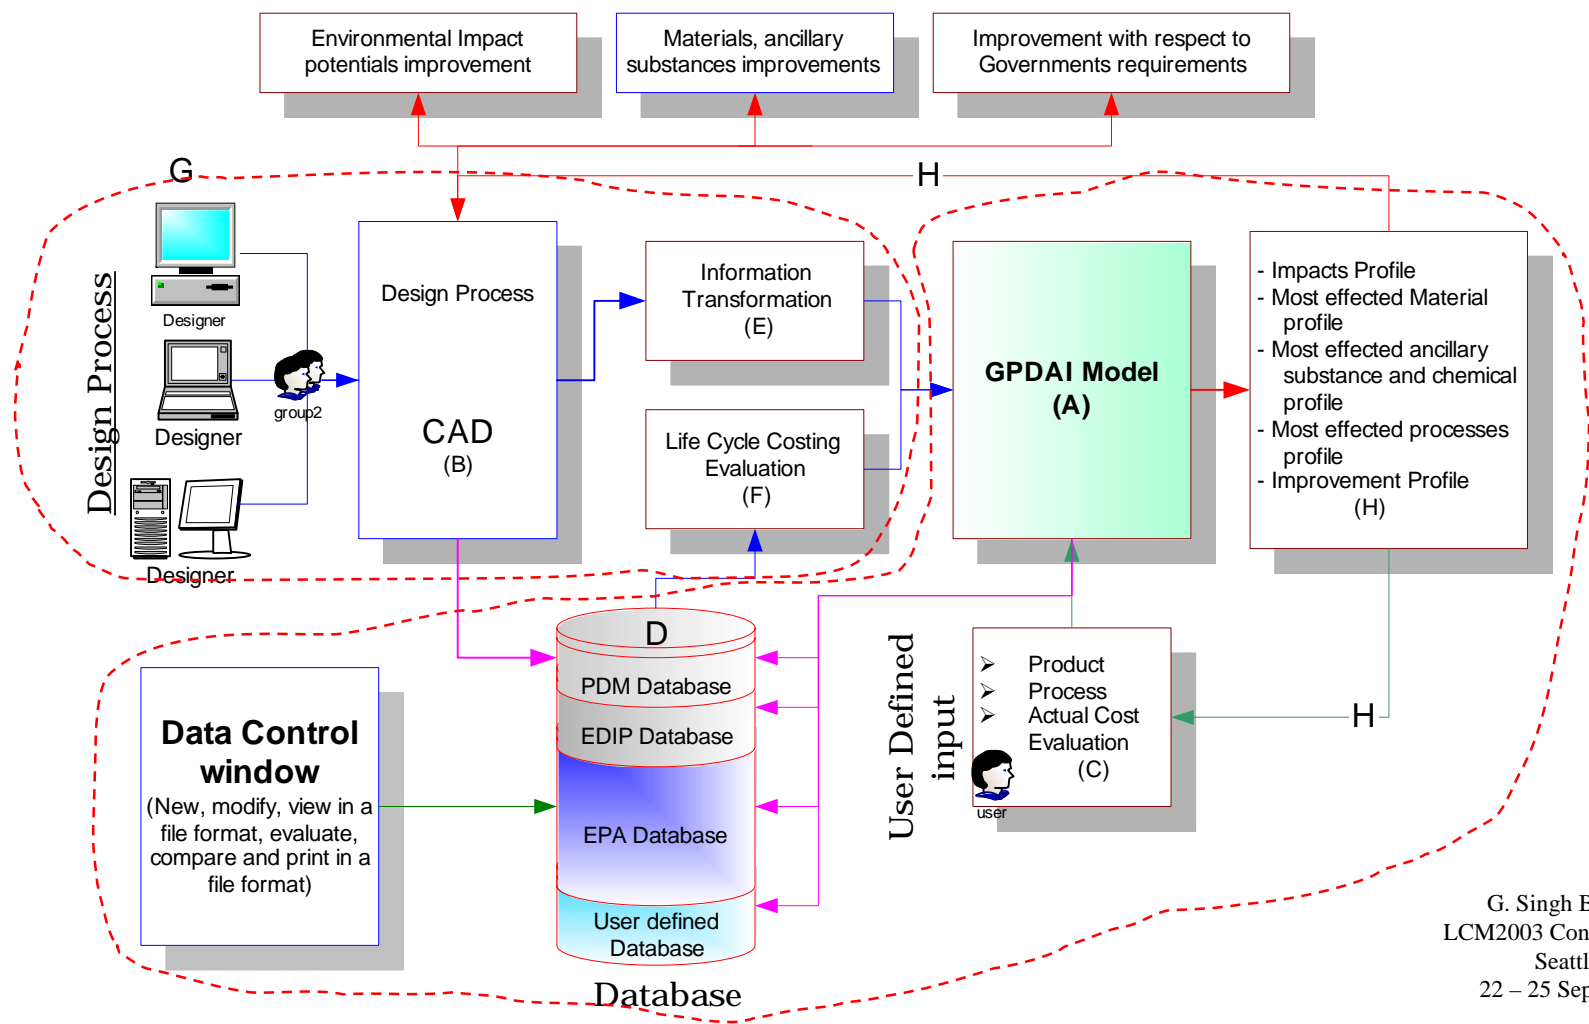 Environmental Impact
potentials improvement
Materials, ancillary
substances improvements
Improvement with respect to
Governments requirements
G
H
Design Process
Designer
Designer
Designer
group2
Design Process
CAD
(B)
Information
Transformation
(E)
Life Cycle Costing
Evaluation
(F)
GPDAI Model
(A)
- Impacts Profile
- Most effected Material
profile
- Most effected ancillary
substance and chemical
profile
- Most effected processes
profile
- Improvement Profile
(H)
Data Control
window
(New, modify, view in a
file format, evaluate,
compare and print in a
file format)
D
PDM Database
EDIP Database
EPA Database
User defined
Database
Database
User Defined
input
➢ Product
➢ Process
➢ Actual Cost
Evaluation
(C)
user
H
G. Singh B
LCM2003 Con
Seattl
22 – 25 Sep